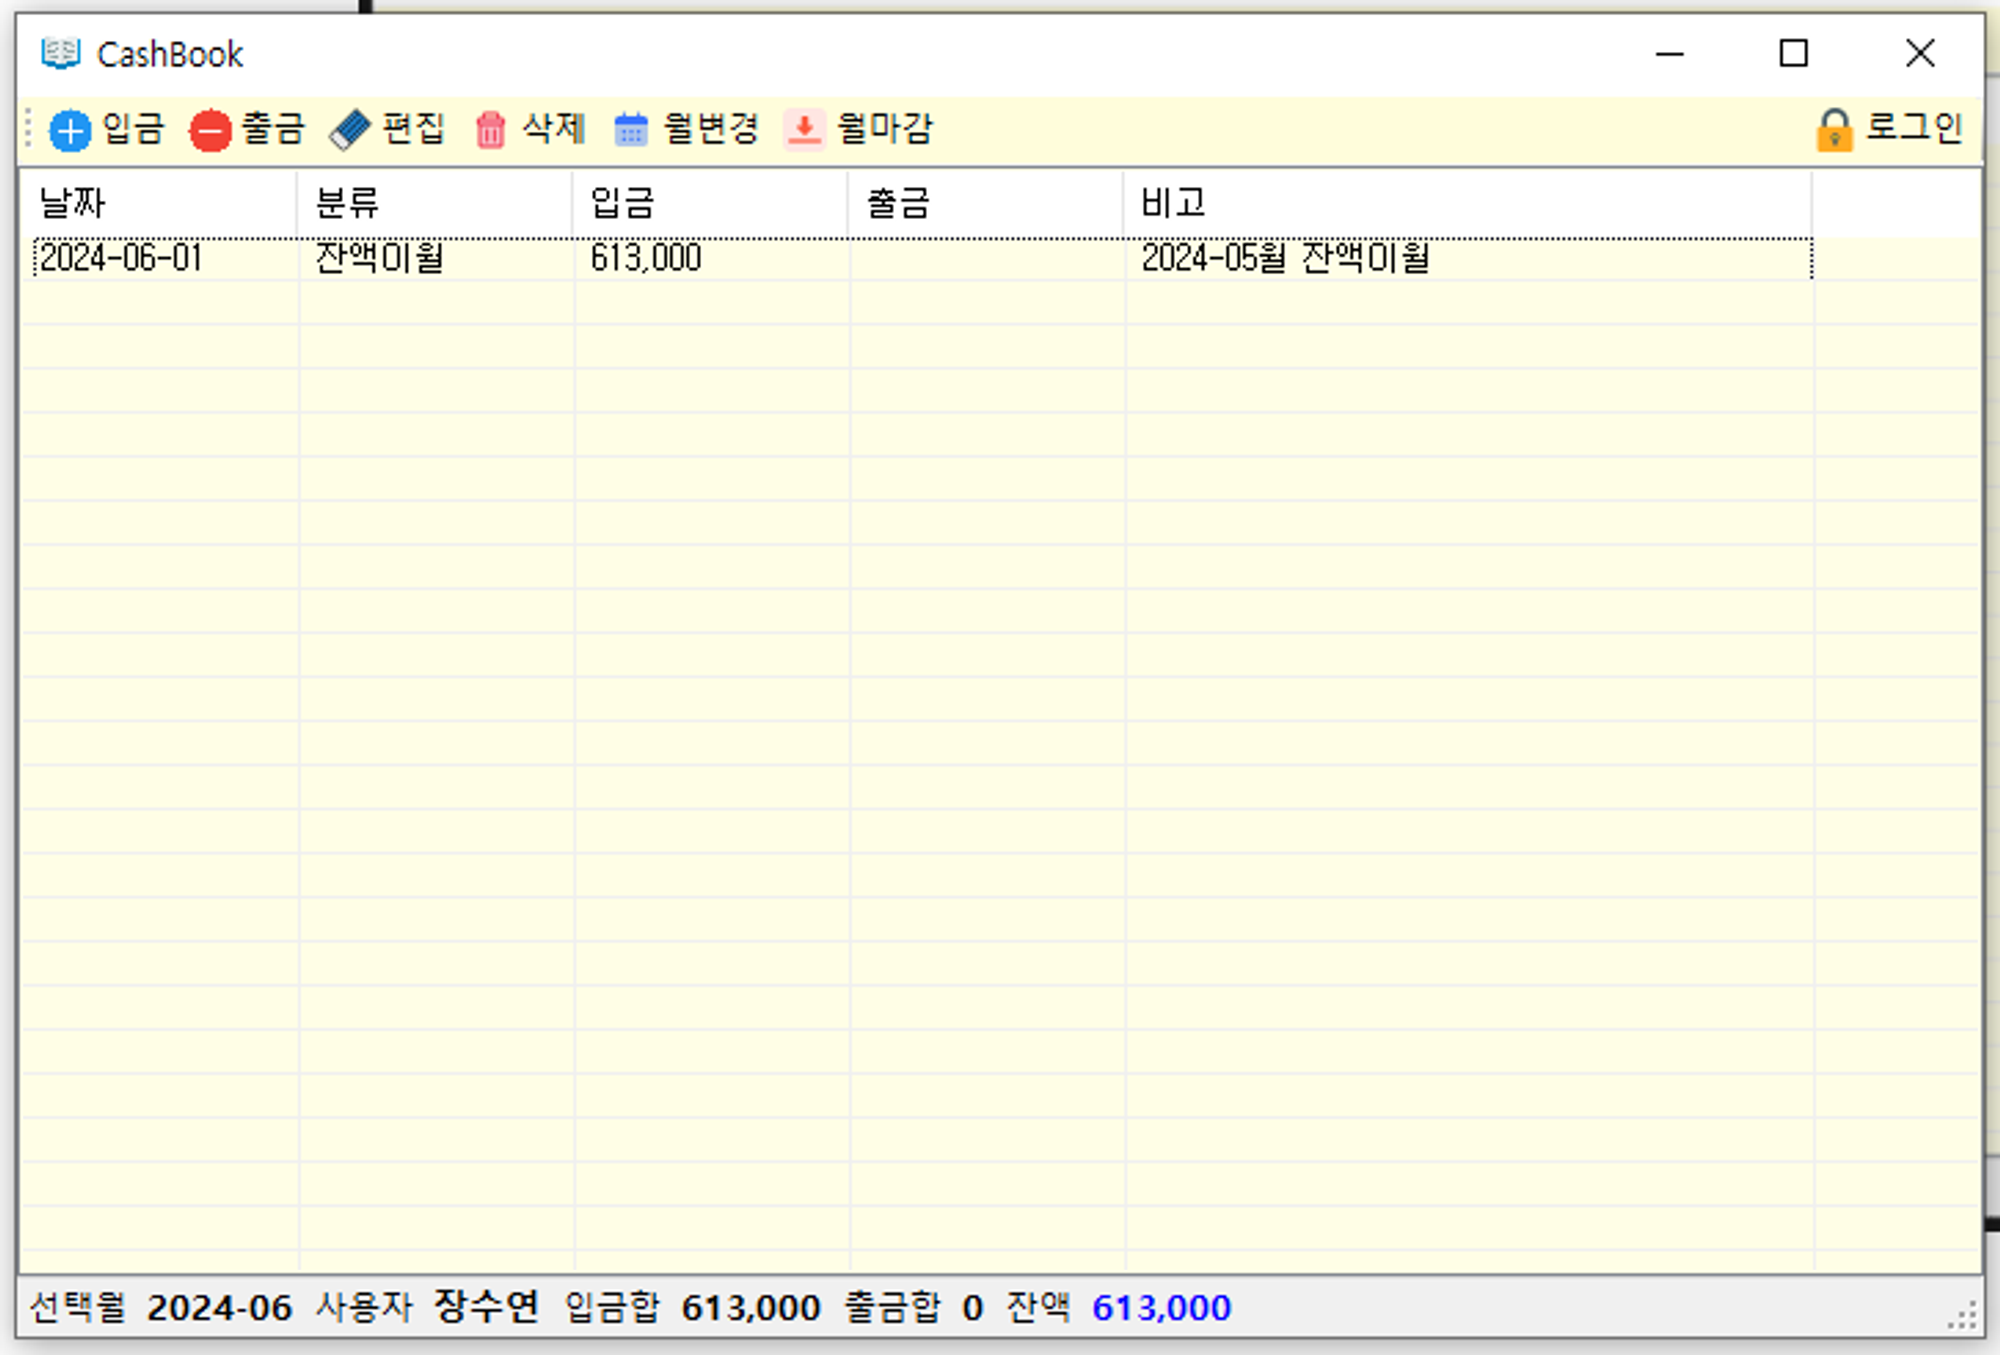 CashBook
입금 출금 편집 삭제 월변경 월마감 로그인
날짜 분류 입금 출금 비고
2024-06-01 잔액이월 613,000 2024-05월 잔액이월
선택월 2024-06 사용자 장수연 입금합 613,000 출금합 0 잔액 613,000